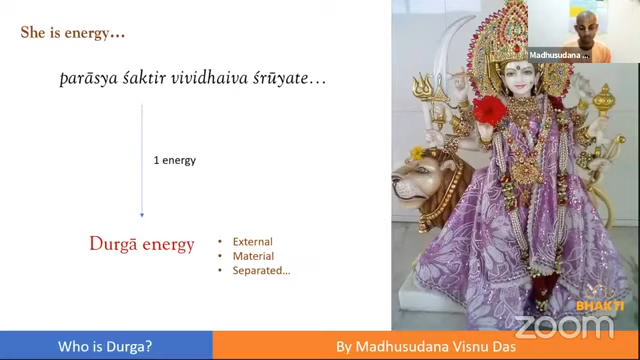 She is energy...
parāsya śaktir vividhaiva śrūyate...
1 energy
Durgā energy
• External
• Material
• Separated...
Madhusudana ...
BHAKTI
zoom
Who is Durga?
By Madhusudana Visnu Das